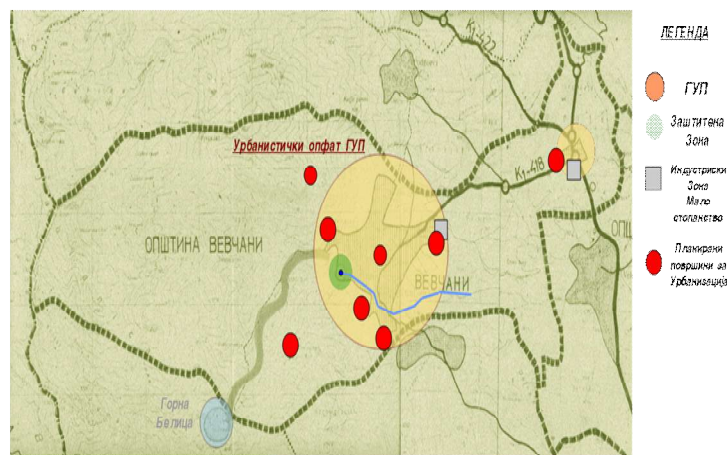 К₁-422
Урбанистички опфат ГУП
К₁-418
ОПШТИНА ВЕВЧАНИ
ОПШ
ВЕВЧАНИ
Горна
Белица
ЛЕГЕНДА
ГУП
Заштитена
Зона
Индустриски
Зона
Мало
стопанство
Планирани
површини за
Урбанизација